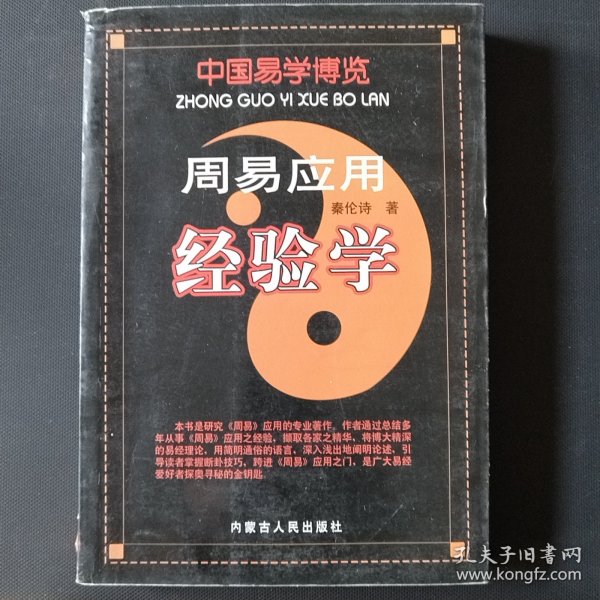 中国易学博览
ZHONG GUO YI XUE BO LAN
周易应用
秦伦诗 著
经验学
本书是研究《周易》应用的专业著作。作者通过总结多
年从事《周易》应用之经验、撷取各家之精华、将博大精深
的易经理论、用简明通俗的语言、深入浅出地阐明论述、引
导读者掌握断卦技巧，跨进《周易》应用之门、是广大易经
爱好者探奥寻秘的金钥匙
内蒙古人民出版社
孔夫子旧书网
www.kongfz.com